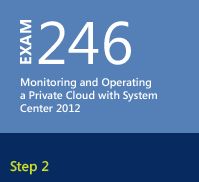 EXAM 246
Monitoring and Operating
a Private Cloud with System
Center 2012
Step 2